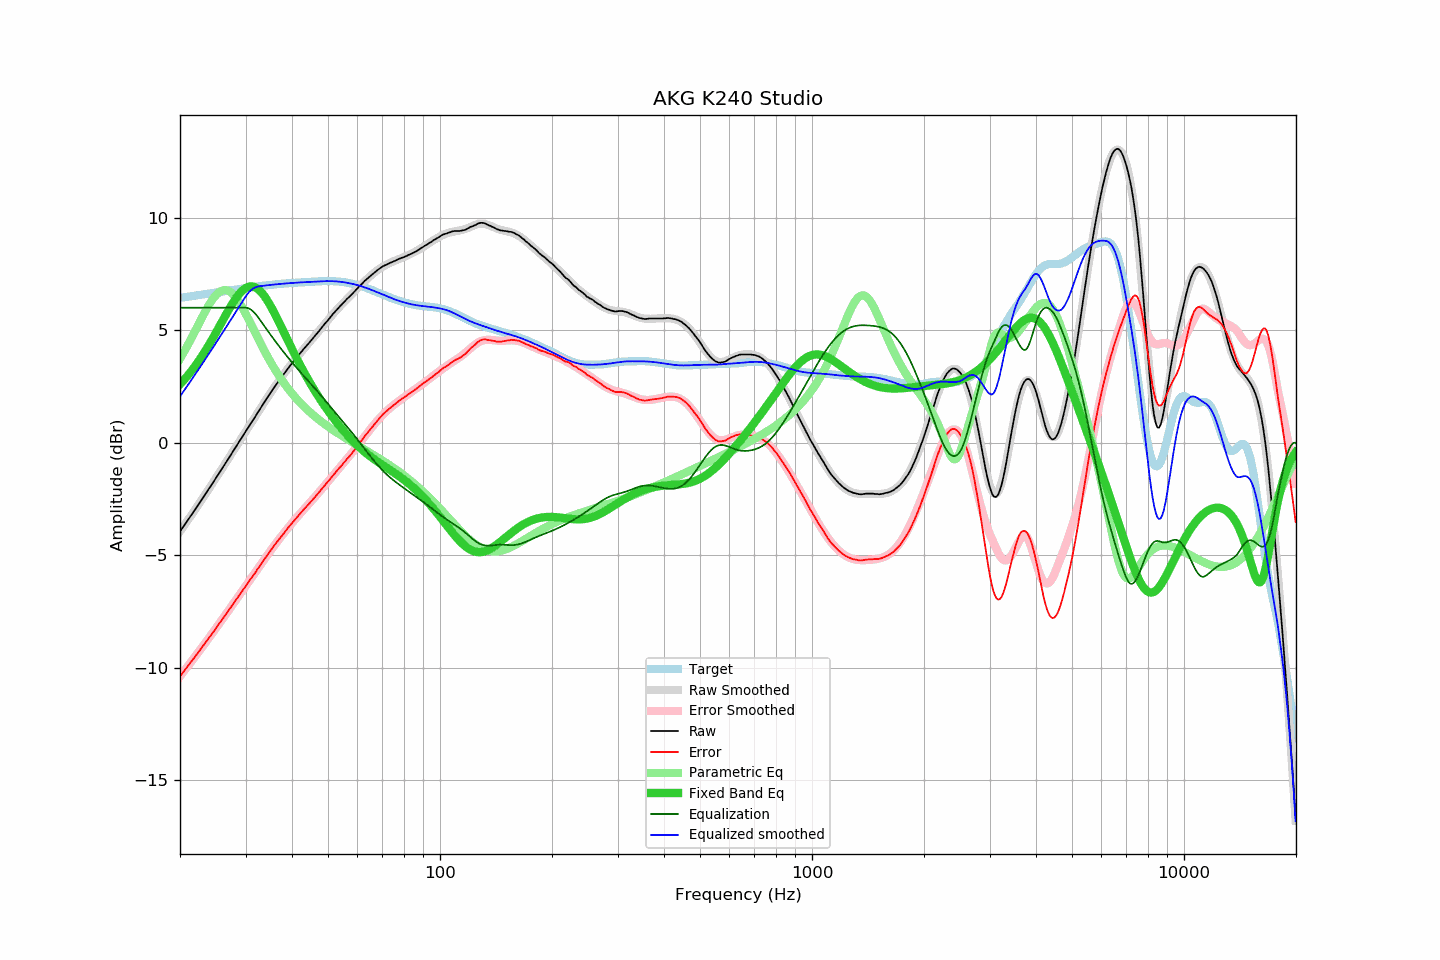 AKG K240 Studio
Amplitude (dBr)
10
5
0
−5
−10
−15
Target
Raw Smoothed
Error Smoothed
Raw
Error
Parametric Eq
Fixed Band Eq
Equalization
Equalized smoothed
100
1000
10000
Frequency (Hz)